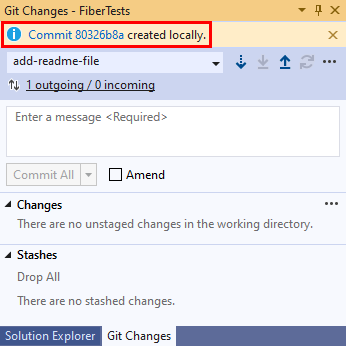 Git Changes - FiberTests
Commit 80326b8a created locally.
add-readme-file
1 outgoing / 0 incoming
Enter a message <Required>
Commit All
Amend
Changes
There are no unstaged changes in the working directory.
Stashes
Drop All
There are no stashed changes.
Solution Explorer
Git Changes